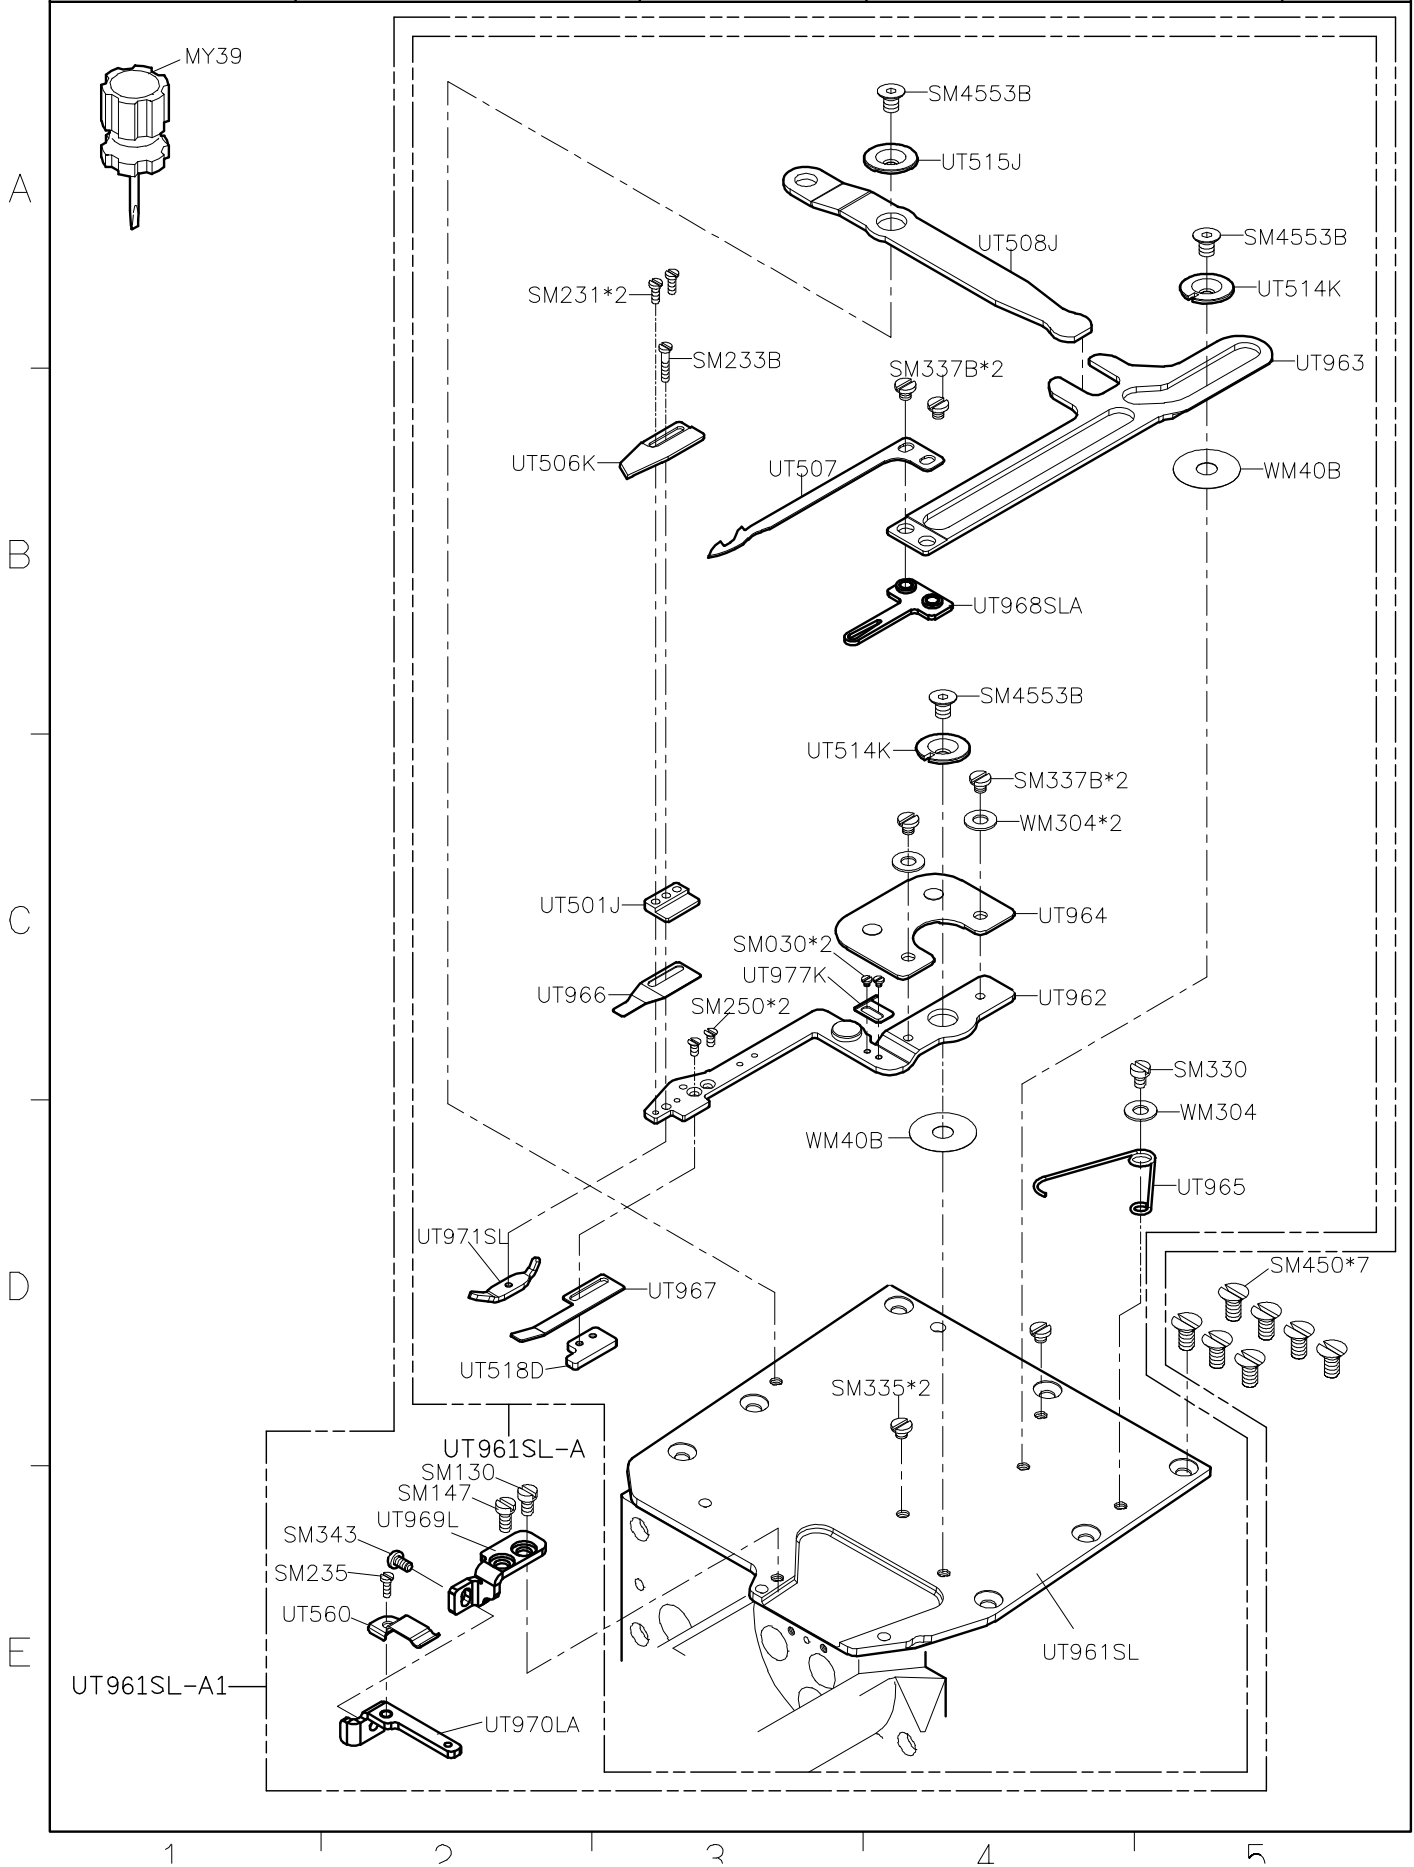 MY39
SM4553B
UT515J
A
UT508J
SM4553B
SM231*2
UT514K
SM233B
SM337B*2
UT963
UT506K
UT507
WM40B
B
UT968SLA
SM4553B
UT514K
SM337B*2
WM304*2
UT501J
C
UT964
SM030*2
UT977K
UT966
UT962
SM250*2
SM330
WM304
WM40B
UT965
UT971SL
SM450*7
D
UT967
UT518D
SM335*2
UT961SL-A
SM130
SM147
UT969L
SM343
SM235
UT560
E
UT961SL
UT961SL-A1
UT970LA
1 2 3 4 5